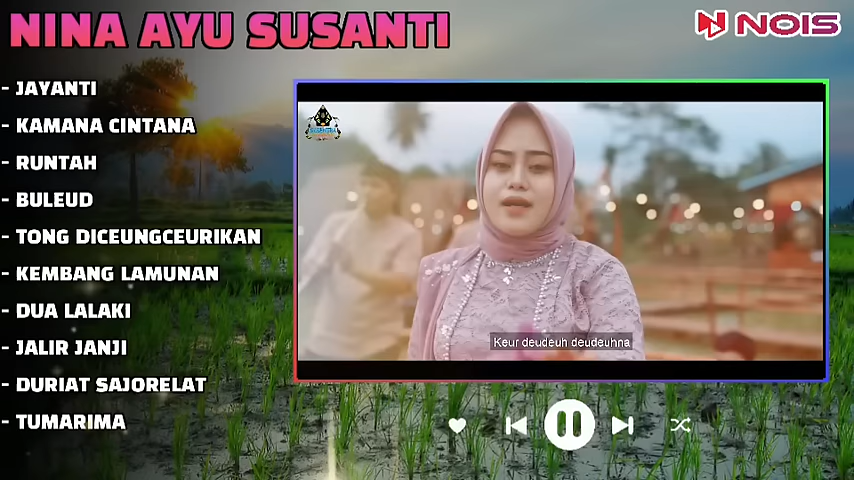 NINA AYU SUSANTI
NOIS
- JAYANTI
- KAMANA CINTANA
- RUNTAH
- BULEUD
- TONG DICEUNGCEURIKAN
- KEMBANG LAMUNAN
- DUA LALAKI
- JALIR JANJI
- DURIAT SAJORELAT
- TUMARIMA
Keur deudeuh deudeuhna